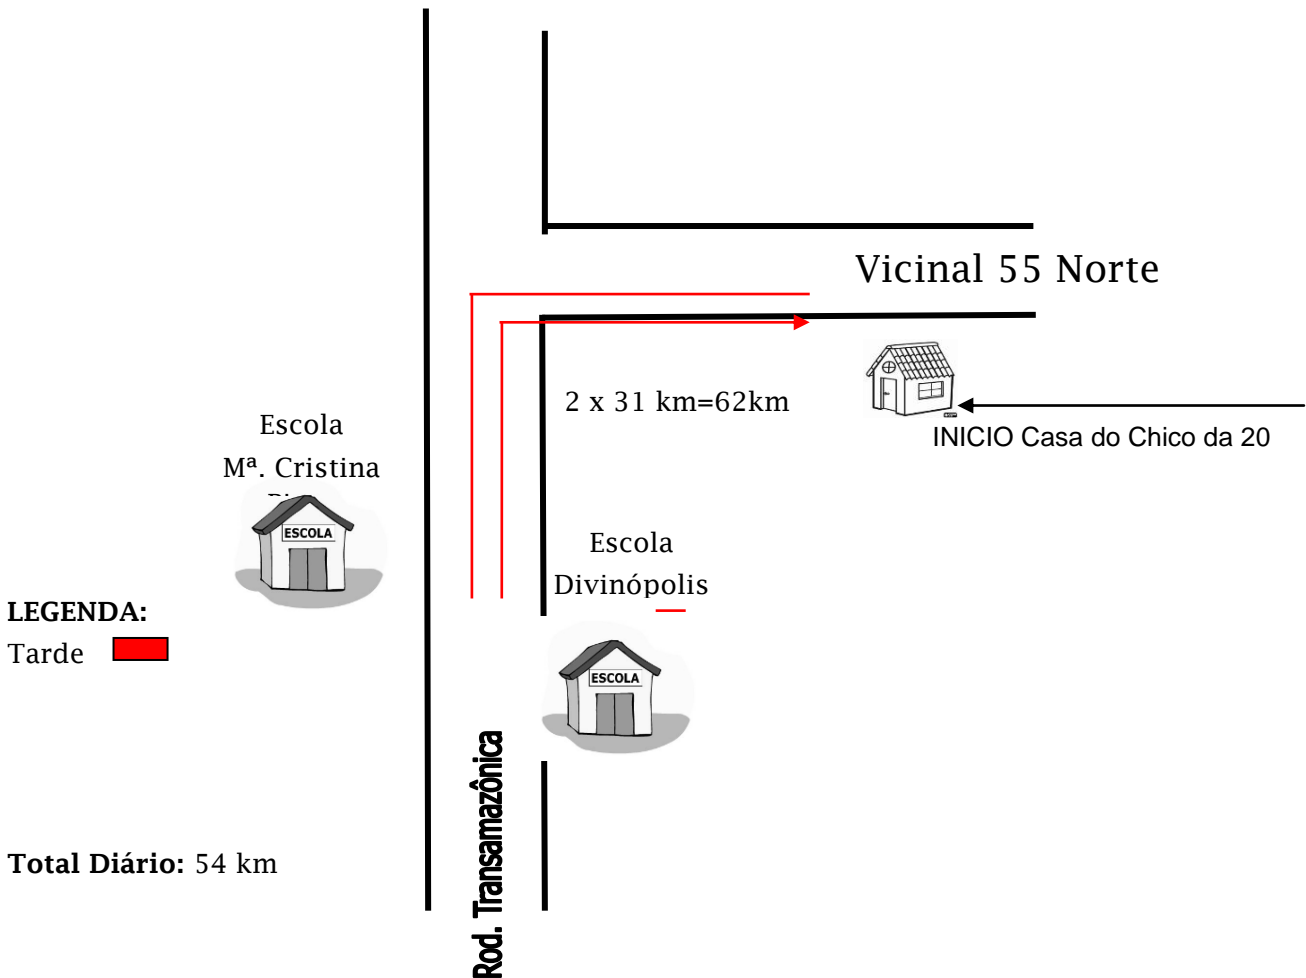 Vicinal 55 Norte
2 x 31 km=62km
INICIO Casa do Chico da 20
Escola
Mª. Cristina
ESCOLA
Escola
Divinópolis
ESCOLA
LEGENDA:
Tarde
Rod. Transamazônica
Total Diário: 54 km